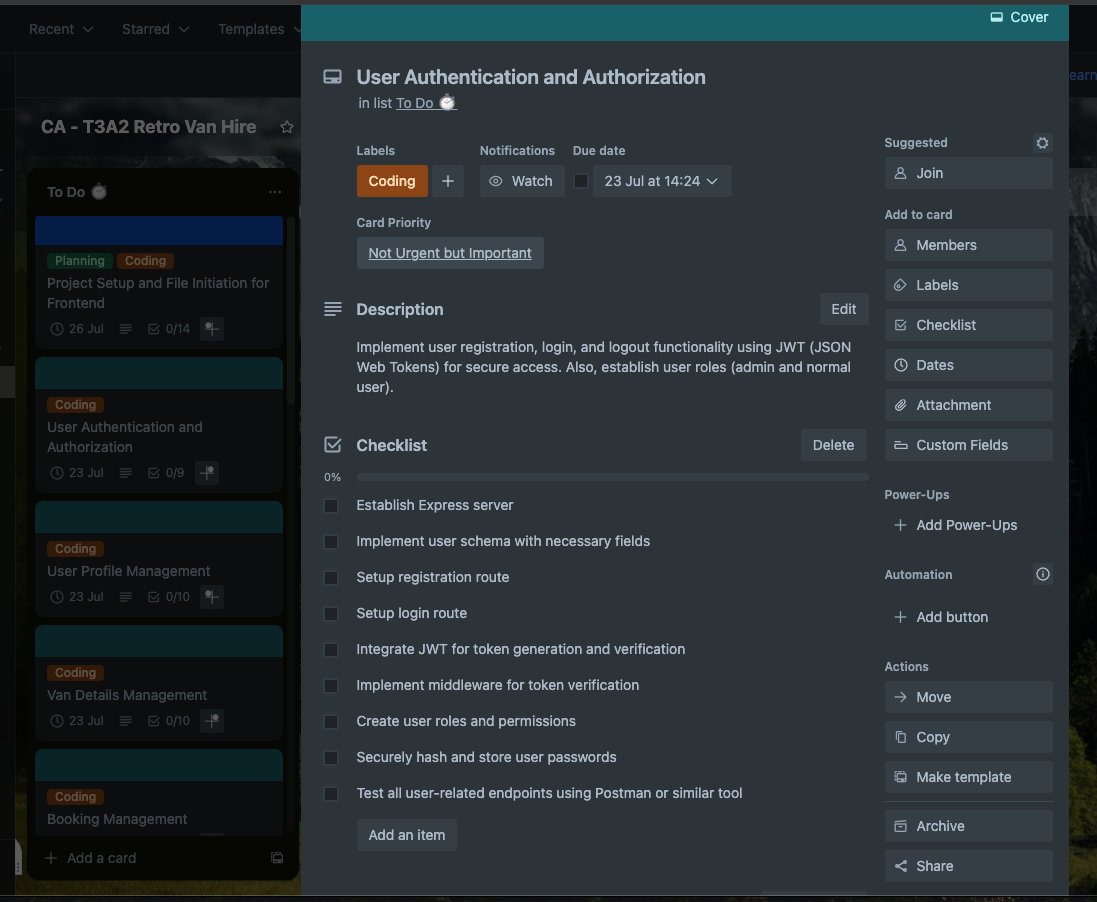 Recent
Starred
Templates
Cover
earn
CA - T3A2 Retro Van Hire
To Do
Planning Coding
Project Setup and File Initiation for
Frontend
26 Jul 0/14
Coding
User Authentication and
Authorization
23 Jul 0/9
Coding
User Profile Management
23 Jul 0/10
Coding
Van Details Management
23 Jul 0/10
Coding
Booking Management
+ Add a card
User Authentication and Authorization
in list To Do
Labels
Coding
+
Notifications
Watch
Due date
23 Jul at 14:24
Card Priority
Not Urgent but Important
Description
Edit
Implement user registration, login, and logout functionality using JWT (JSON
Web Tokens) for secure access. Also, establish user roles (admin and normal
user).
Checklist
Delete
0%
Establish Express server
Implement user schema with necessary fields
Setup registration route
Setup login route
Integrate JWT for token generation and verification
Implement middleware for token verification
Create user roles and permissions
Securely hash and store user passwords
Test all user-related endpoints using Postman or similar tool
Add an item
Suggested
Join
Add to card
Members
Labels
Checklist
Dates
Attachment
Custom Fields
Power-Ups
+ Add Power-Ups
Automation
+ Add button
Actions
Move
Copy
Make template
Archive
Share